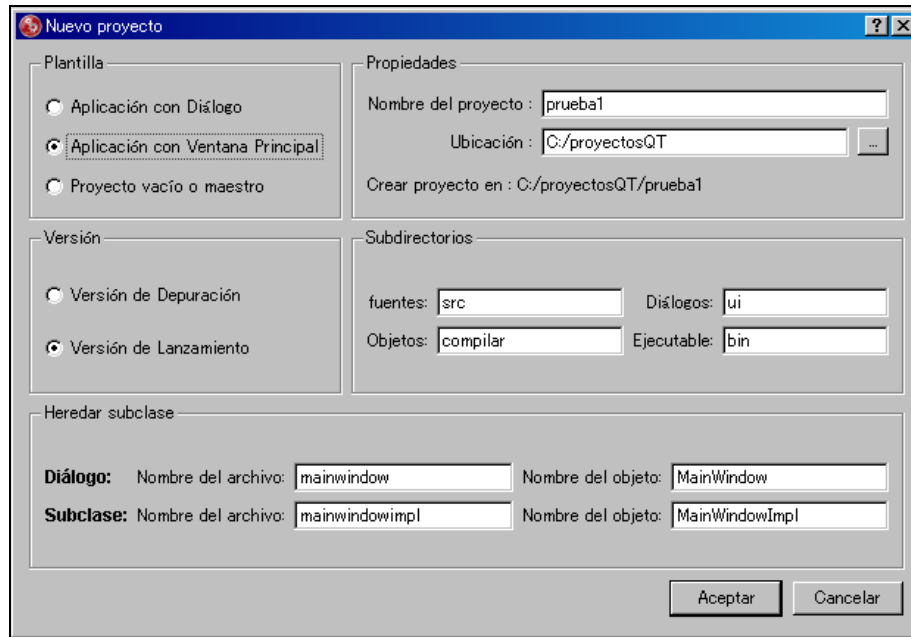 Nuevo proyecto
Plantilla
Aplicación con Diálogo
Aplicación con Ventana Principal
Proyecto vacío o maestro
Propiedades
Nombre del proyecto : prueba1
Ubicación : C:/proyectosQT ...
Crear proyecto en : C:/proyectosQT/prueba1
Versión
Versión de Depuración
Versión de Lanzamiento
Subdirectorios
fuentes: src Diálogos: ui
Objetos: compilar Ejecutable: bin
Heredar subclase
Diálogo: Nombre del archivo: mainwindow Nombre del objeto: MainWindow
Subclase: Nombre del archivo: mainwindowimpl Nombre del objeto: MainWindowImpl
Aceptar Cancelar